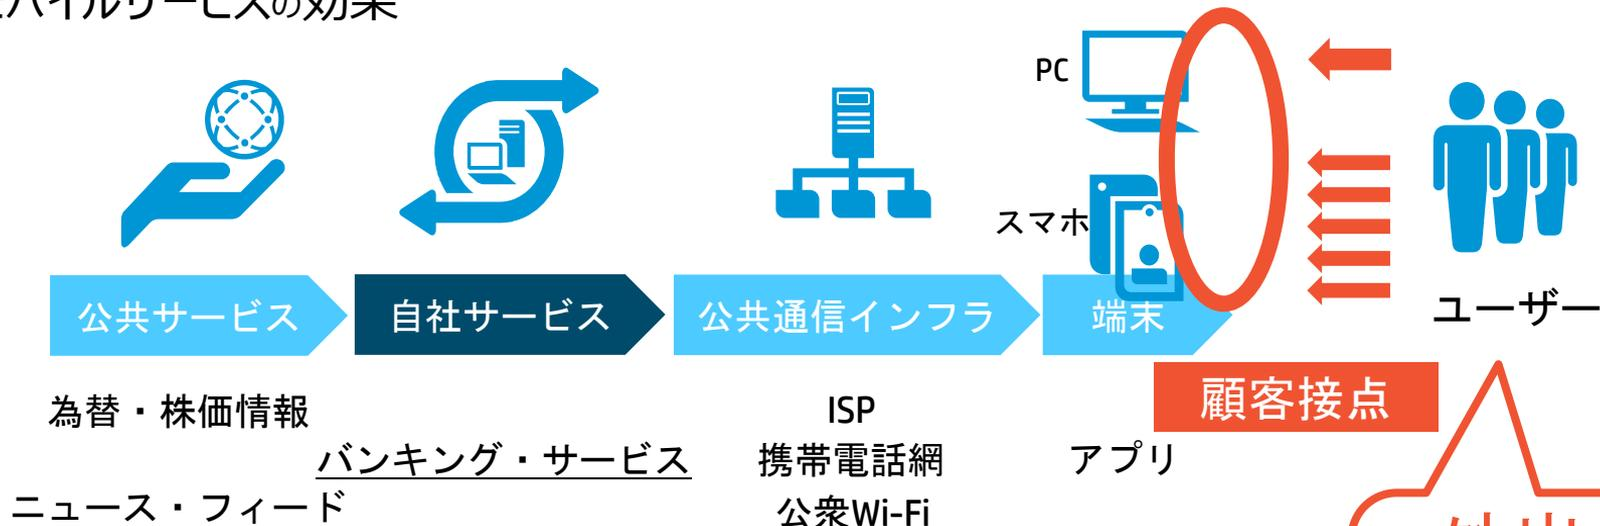 モバイルサービスの効果
PC
スマホ
公共サービス
自社サービス
公共通信インフラ
端末
ユーザー
顧客接点
為替・株価情報
ISP
バンキング・サービス
携帯電話網
アプリ
ニュース・フィード
公衆Wi-Fi